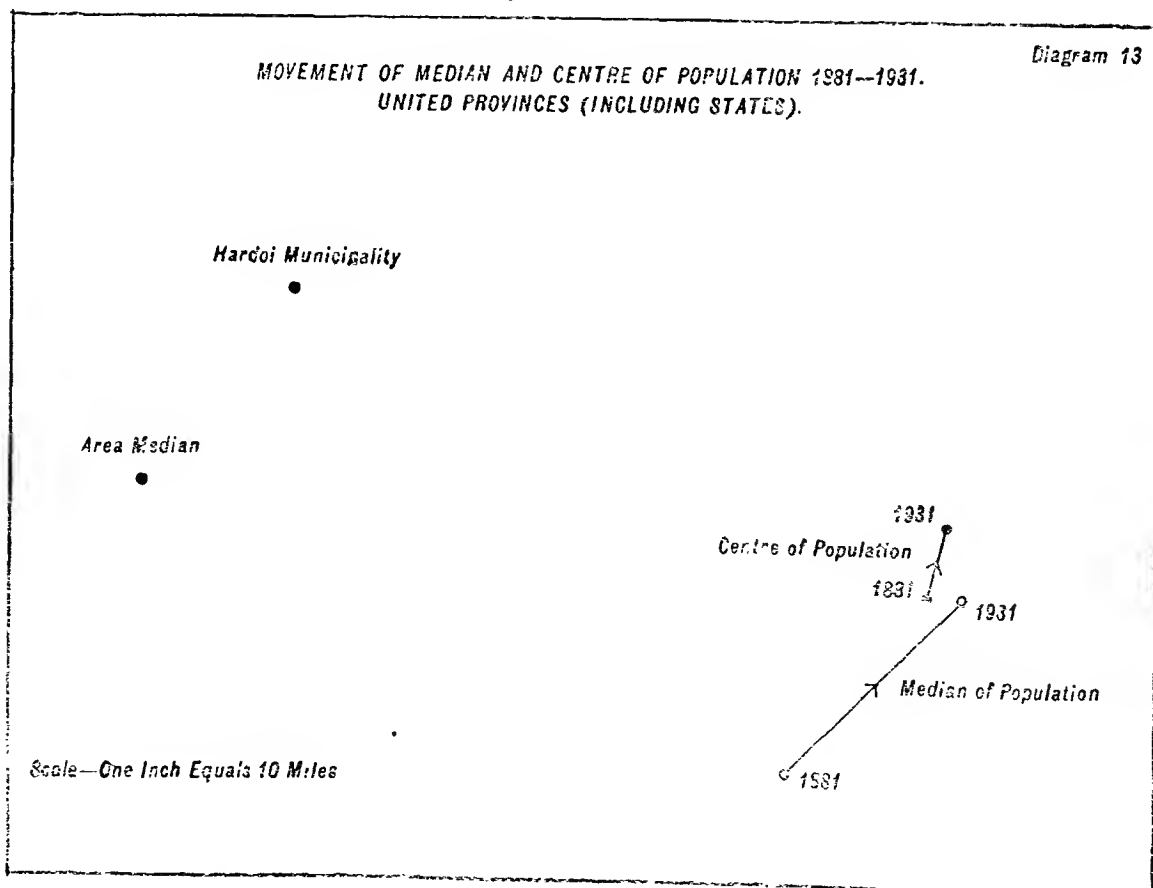 Diagram 13
MOVEMENT OF MEDIAN AND CENTRE OF POPULATION 1881—1931.
UNITED PROVINCES (INCLUDING STATES).
Hardoi Municipality
Area Median
1931
Centre of Population
1881
1931
Median of Population
Scale—One Inch Equals 10 Miles
1881